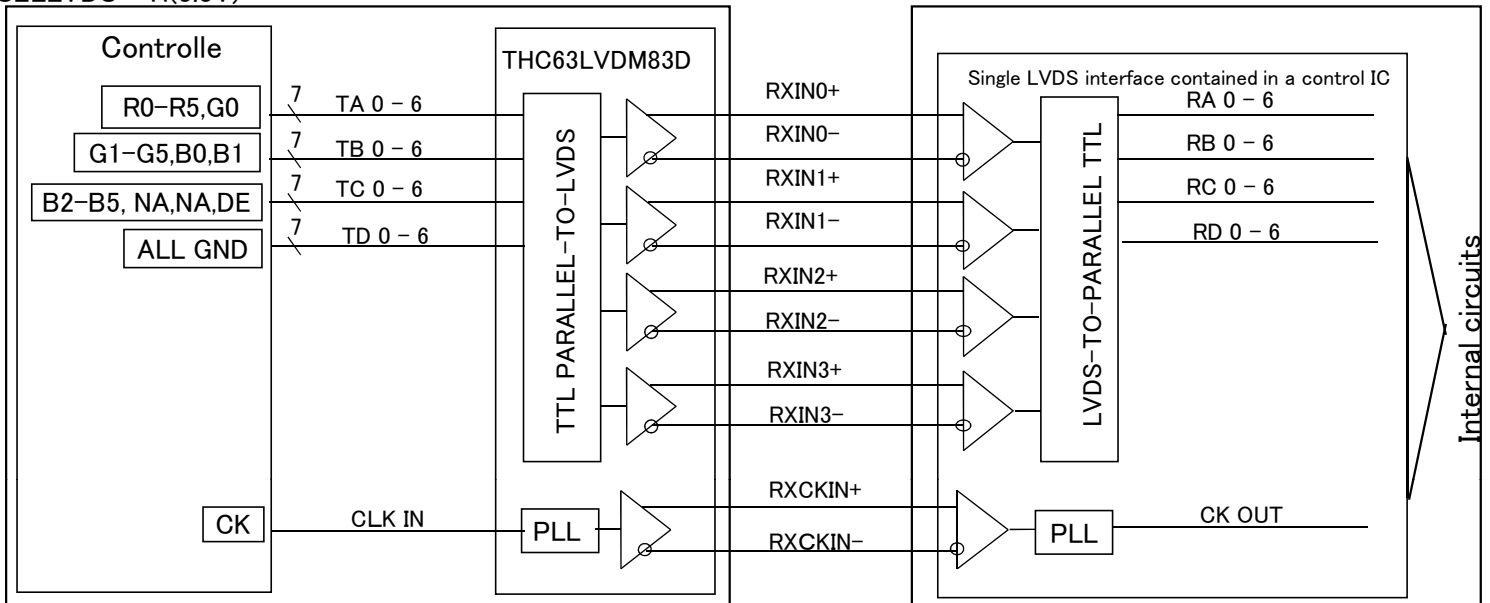 Controlle
THC63LVDM83D
Single LVDS interface contained in a control IC
R0-R5,G0
7
TA 0 - 6
RXIN0+
RA 0 - 6
G1-G5,B0,B1
7
TB 0 - 6
RXIN0-
RB 0 - 6
B2-B5, NA,NA,DE
7
TC 0 - 6
RXIN1+
RC 0 - 6
ALL GND
7
TD 0 - 6
RXIN1-
RD 0 - 6
RXIN2+
RXIN2-
RXIN3+
RXIN3-
TTL PARALLEL-TO-LVDS
LVDS-TO-PARALLEL TTL
Internal circuits
CK
CLK IN
PLL
RXCKIN+
RXCKIN-
PLL
CK OUT